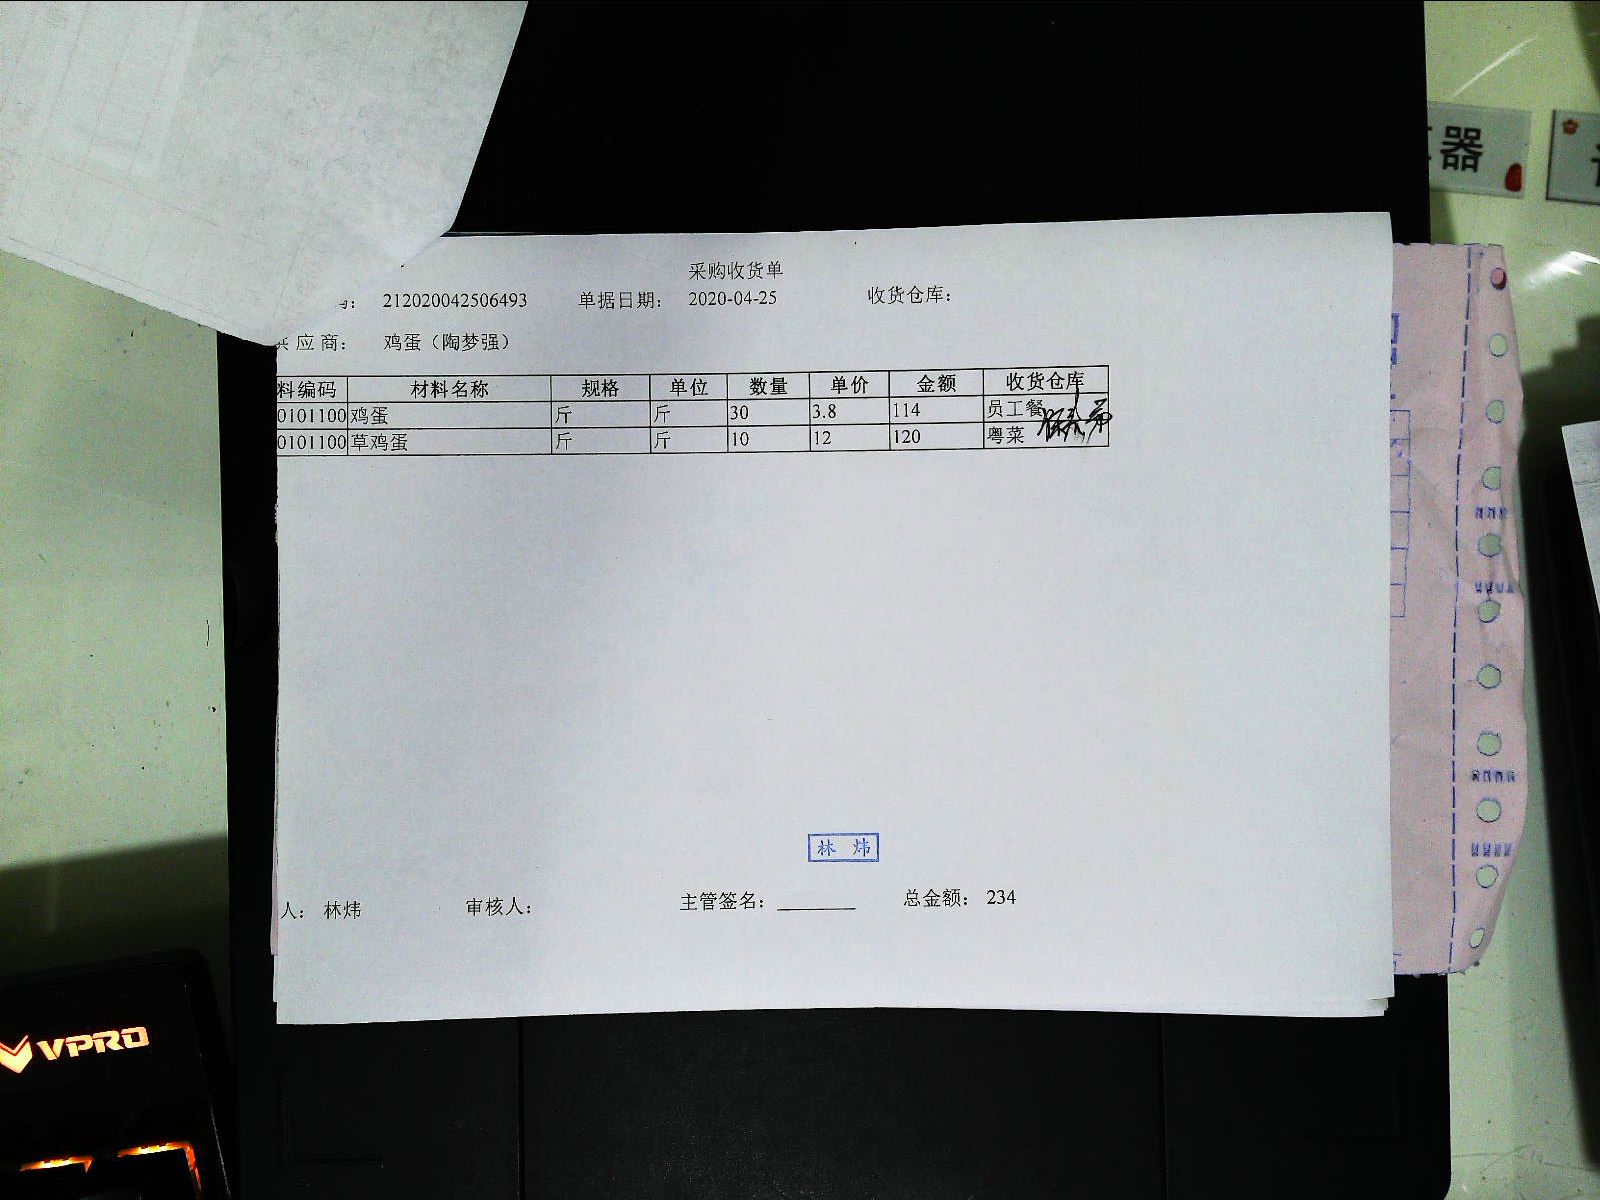 采购收货单
212020042506493 单据日期: 2020-04-25 收货仓库:
应商: 鸡蛋（陶梦强）
料编码 材料名称 规格 单位 数量 单价 金额 收货仓库
0101100 鸡蛋 斤 斤 30 3.8 114 员工餐
0101100 草鸡蛋 斤 斤 10 12 120 粤菜
林 炜
人: 林炜 审核人: 主管签名: 总金额: 234
器
VPRO